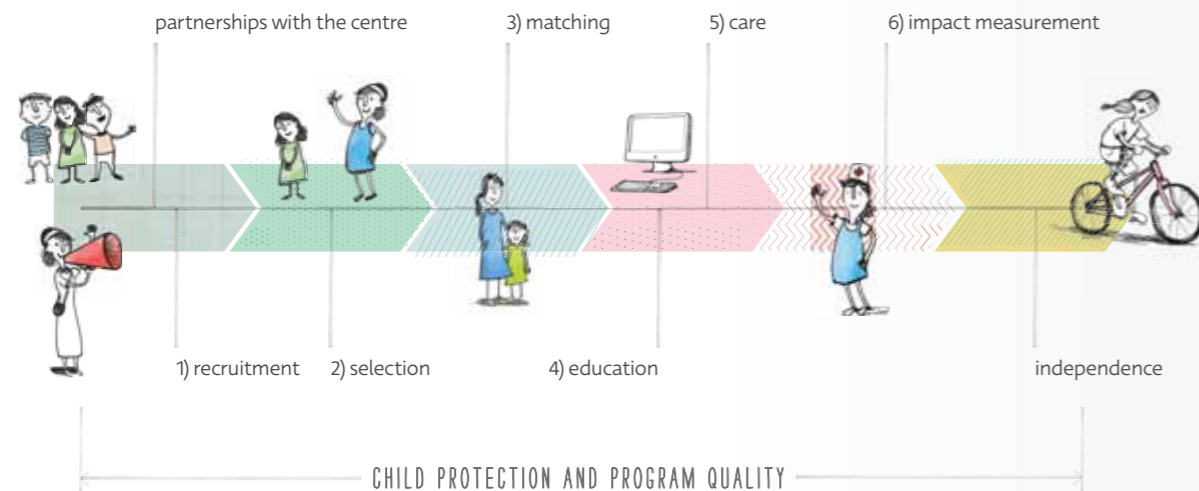 partnerships with the centre
3) matching
5) care
6) impact measurement
1) recruitment
2) selection
4) education
independence
CHILD PROTECTION AND PROGRAM QUALITY